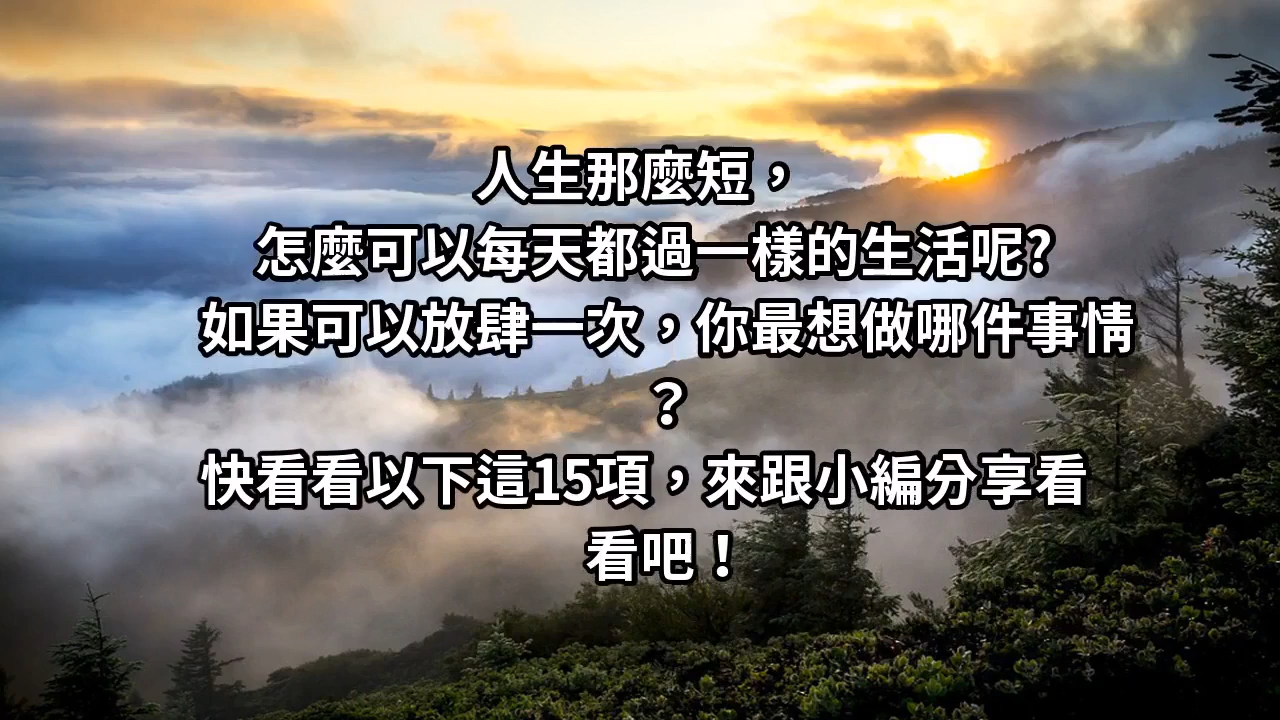 人生那麼短，
怎麼可以每天都過一樣的生活呢?
如果可以放肆一次，你最想做哪件事情
？
快看看以下這15項，來跟小編分享看
看吧！